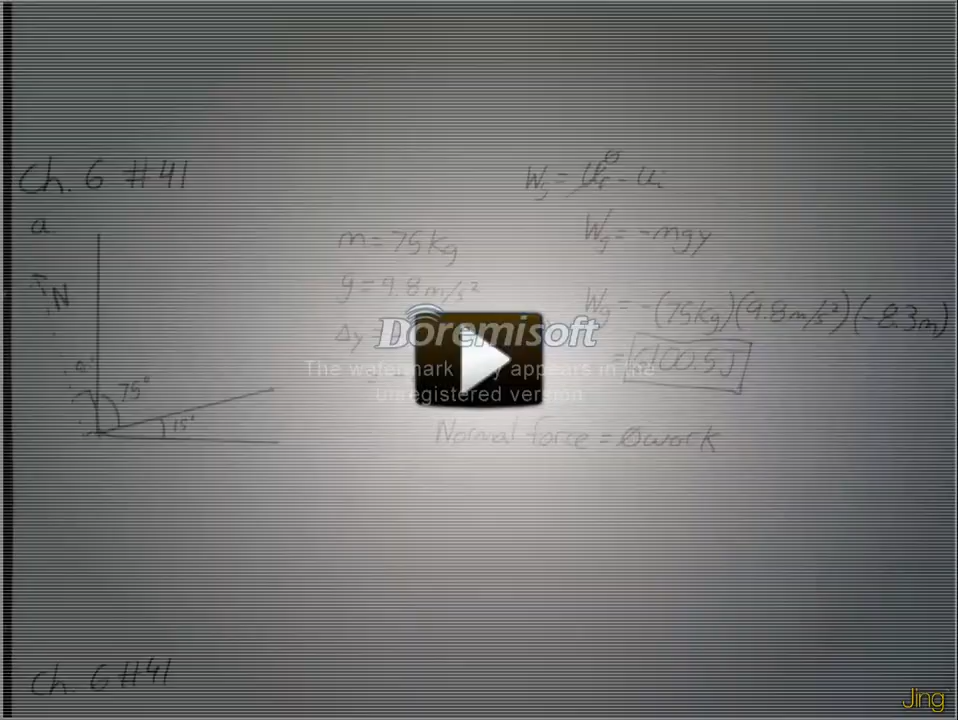 Ch. 6 #41
a
N
75°
15°
m = 75kg
g = 9.8 m/s²
Δy =
Wg = Uf - Ui
Wg = -mgy
Wg = -(75kg)(9.8m/s²)(-8.3m)
= 6100.5J
Normal force = 0 work
Doremisoft
The watermark only appears in the
unregistered version
Ch. 6 #41
Jing